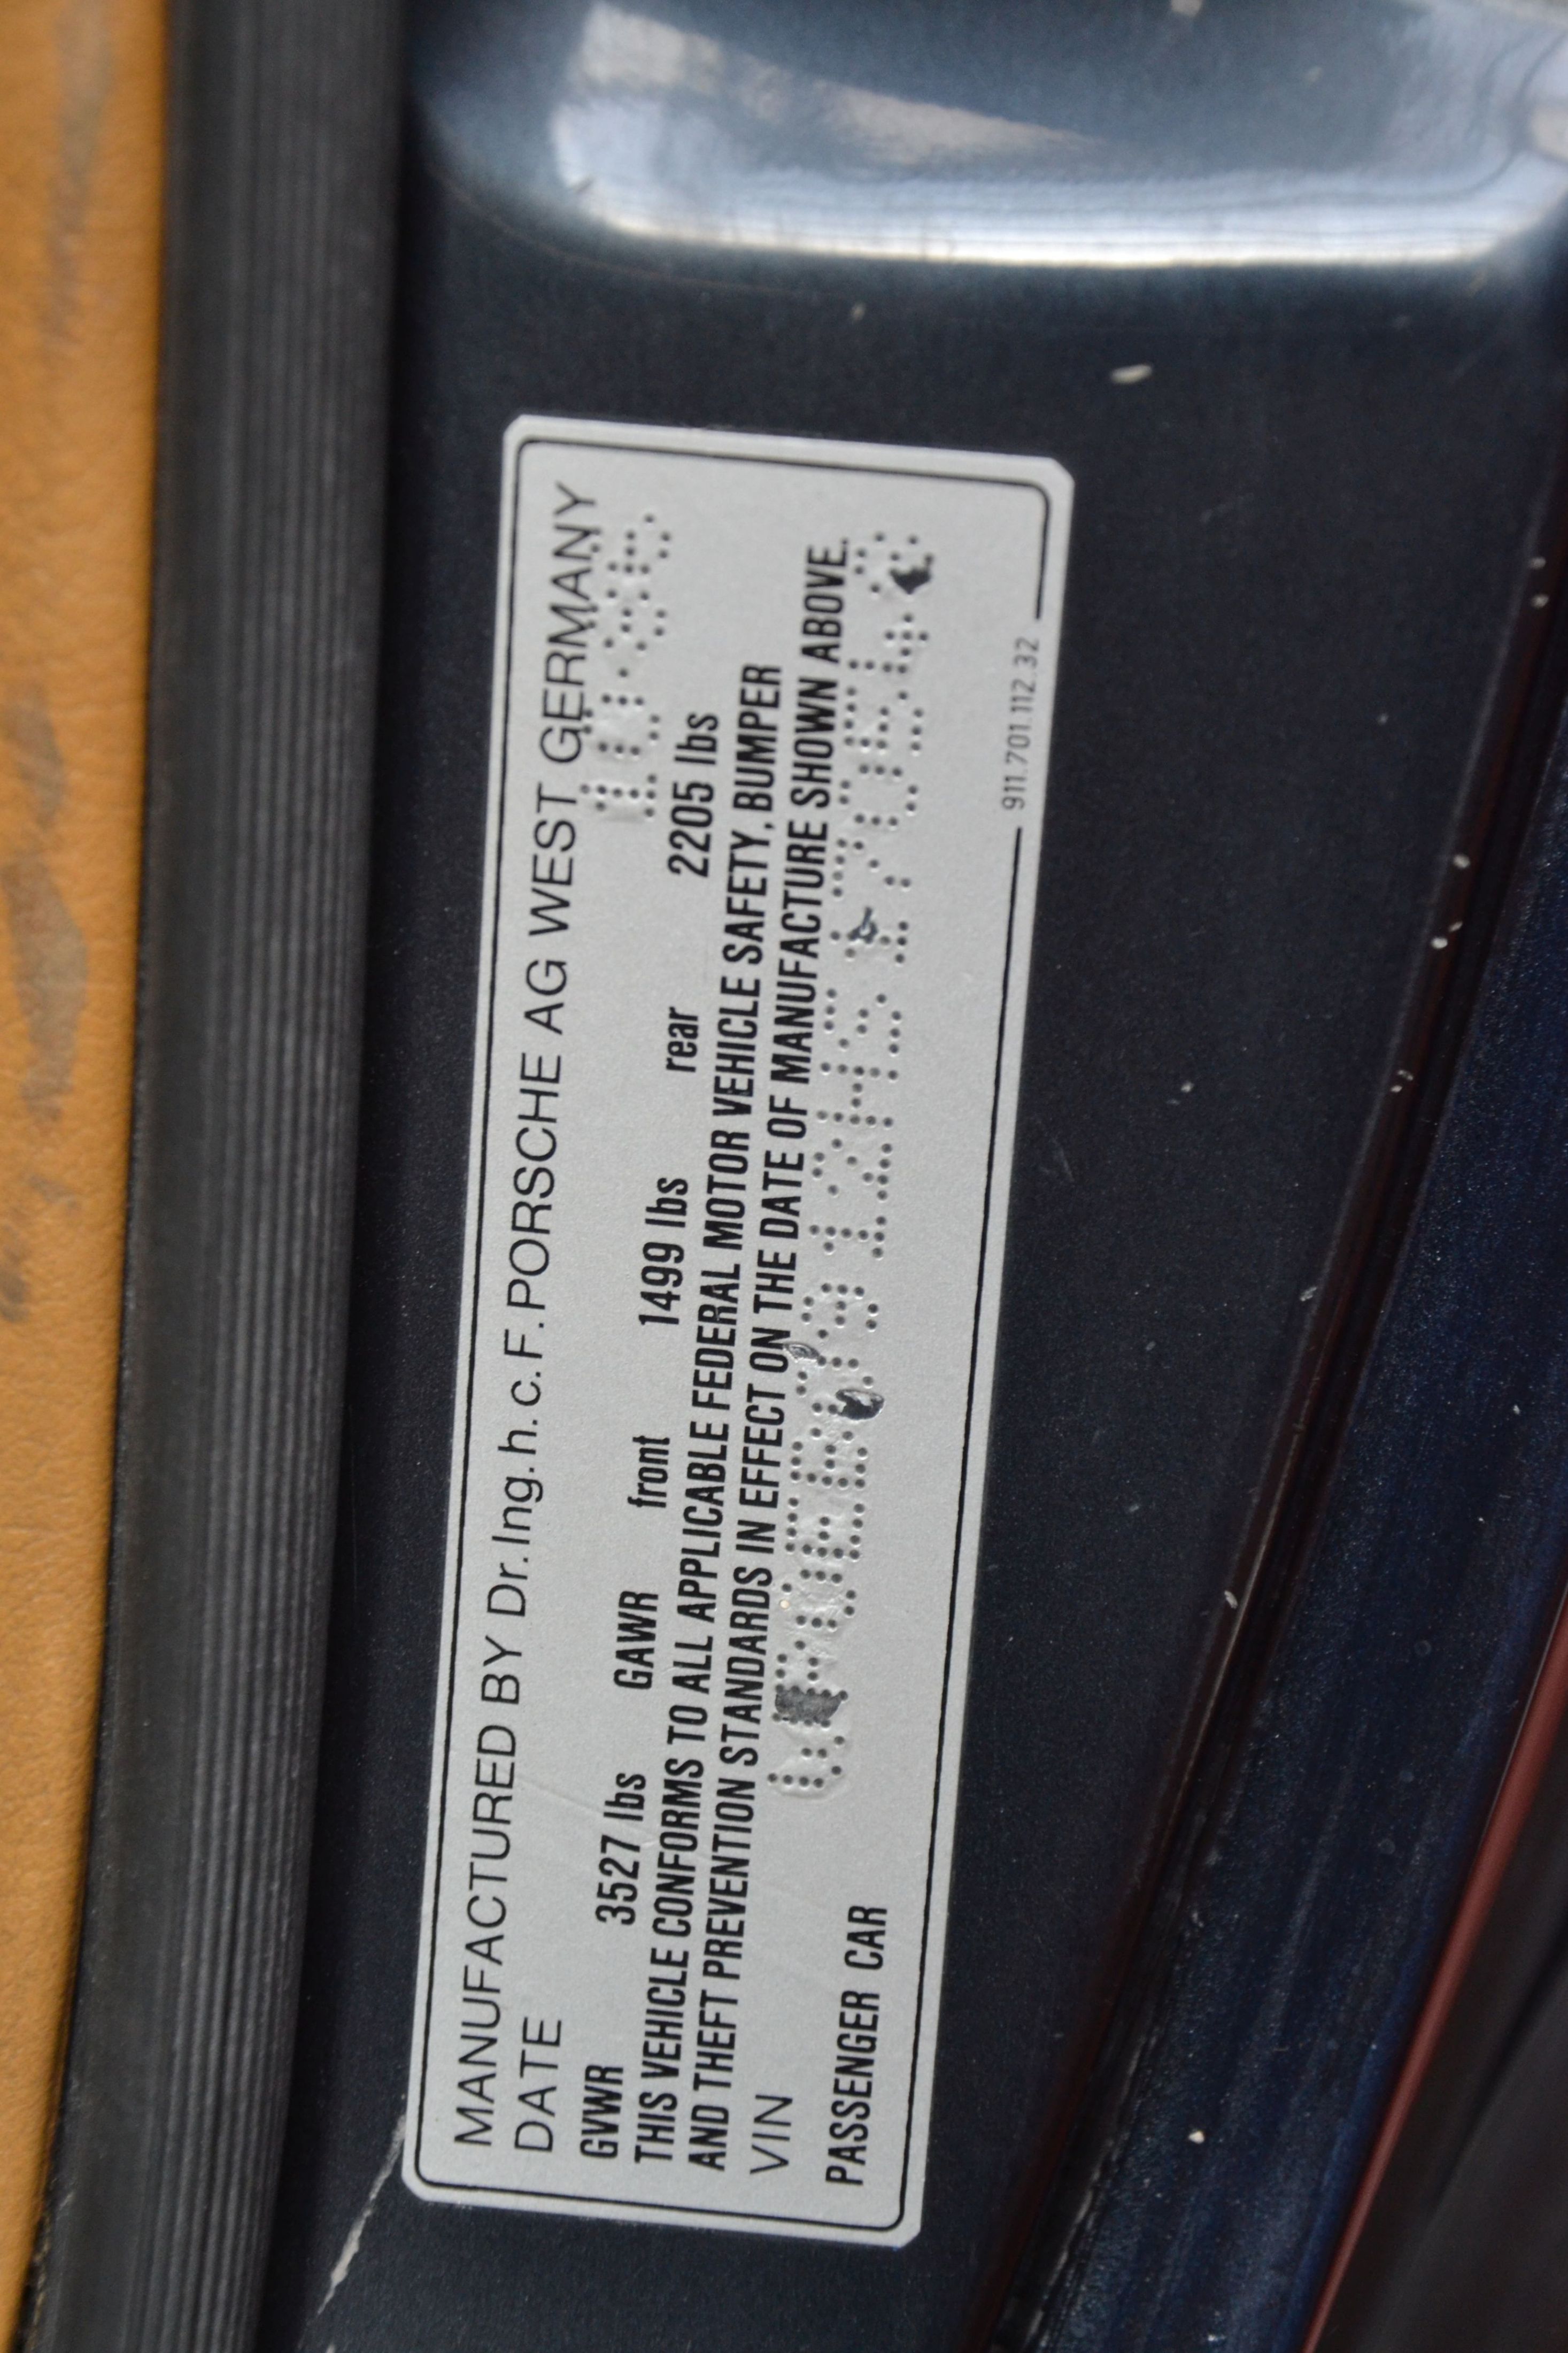 MANUFACTURED BY Dr. Ing. h. c. F. PORSCHE AG WEST GERMANY
DATE
GVWR 3527 lbs GAWR front 1499 lbs rear 2205 lbs
THIS VEHICLE CONFORMS TO ALL APPLICABLE FEDERAL MOTOR VEHICLE SAFETY, BUMPER
AND THEFT PREVENTION STANDARDS IN EFFECT ON THE DATE OF MANUFACTURE SHOWN ABOVE.
VIN
PASSENGER CAR
911.701.112.32